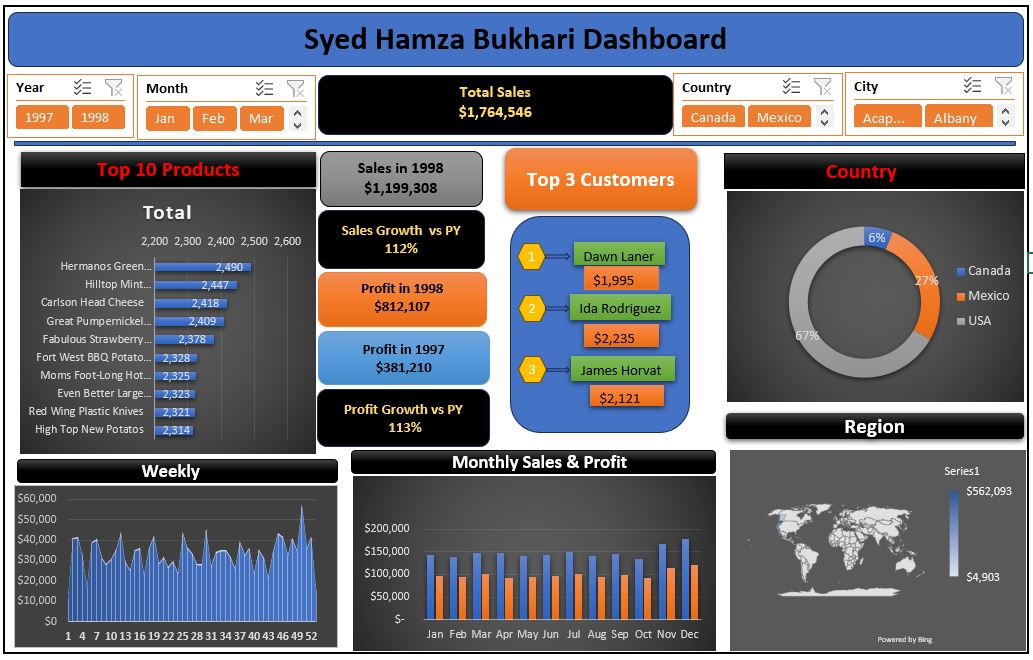 Syed Hamza Bukhari Dashboard
Year
1997 1998
Month
Jan Feb Mar
Total Sales
$1,764,546
Country
Canada Mexico
City
Acap... Albany
Top 10 Products
Total
2,200 2,300 2,400 2,500 2,600
Hermanos Green... 2,490
Hilltop Mint... 2,447
Carlson Head Cheese 2,418
Great Pumpernickel... 2,409
Fabulous Strawberry... 2,378
Fort West BBQ Potato... 2,328
Moms Foot-Long Hot... 2,325
Even Better Large... 2,323
Red Wing Plastic Knives 2,321
High Top New Potatos 2,314
Sales in 1998
$1,199,308
Sales Growth vs PY
112%
Profit in 1998
$812,107
Profit in 1997
$381,210
Profit Growth vs PY
113%
Top 3 Customers
1 Dawn Laner
$1,995
2 Ida Rodriguez
$2,235
3 James Horvat
$2,121
Country
6%
27%
67%
Canada
Mexico
USA
Weekly
$60,000
$50,000
$40,000
$30,000
$20,000
$10,000
$0
1 4 7 10 13 16 19 22 25 28 31 34 37 40 43 46 49 52
Monthly Sales & Profit
$200,000
$150,000
$100,000
$50,000
$-
Jan Feb Mar Apr May Jun Jul Aug Sep Oct Nov Dec
Region
Series1
$562,093
$4,903
Powered by Bing